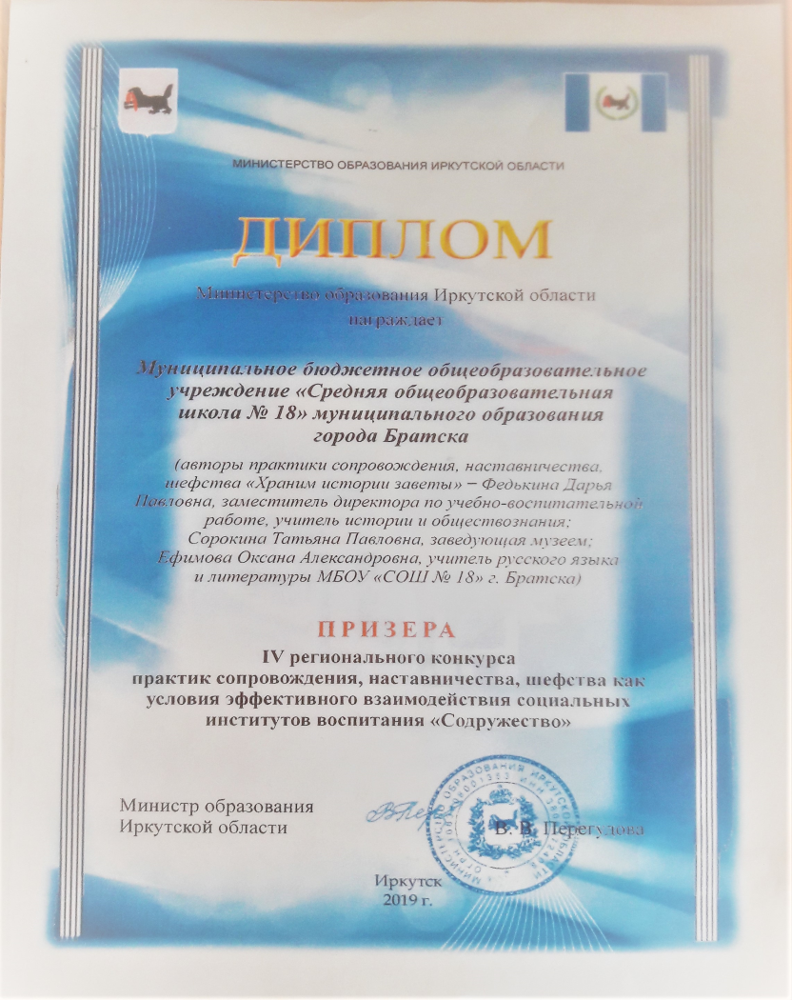 МИНИСТЕРСТВО ОБРАЗОВАНИЯ ИРКУТСКОЙ ОБЛАСТИ
ДИПЛОМ
Министерство образования Иркутской области
награждает
Муниципальное бюджетное общеобразовательное
учреждение «Средняя общеобразовательная
школа № 18» муниципального образования
города Братска
(авторы практики сопровождения, наставничества,
шефства «Храним истории заветы» – Федькина Дарья
Павловна, заместитель директора по учебно-воспитательной
работе, учитель истории и обществознания;
Сорокина Татьяна Павловна, заведующая музеем;
Ефимова Оксана Александровна, учитель русского языка
и литературы МБОУ «СОШ № 18» г. Братска)
ПРИЗЕРА
IV регионального конкурса
практик сопровождения, наставничества, шефства как
условия эффективного взаимодействия социальных
институтов воспитания «Содружество»
Министр образования
Иркутской области
В. В. Перегудова
МИНИСТЕРСТВО ОБРАЗОВАНИЯ ИРКУТСКОЙ ОБЛАСТИ
Иркутск
2019 г.